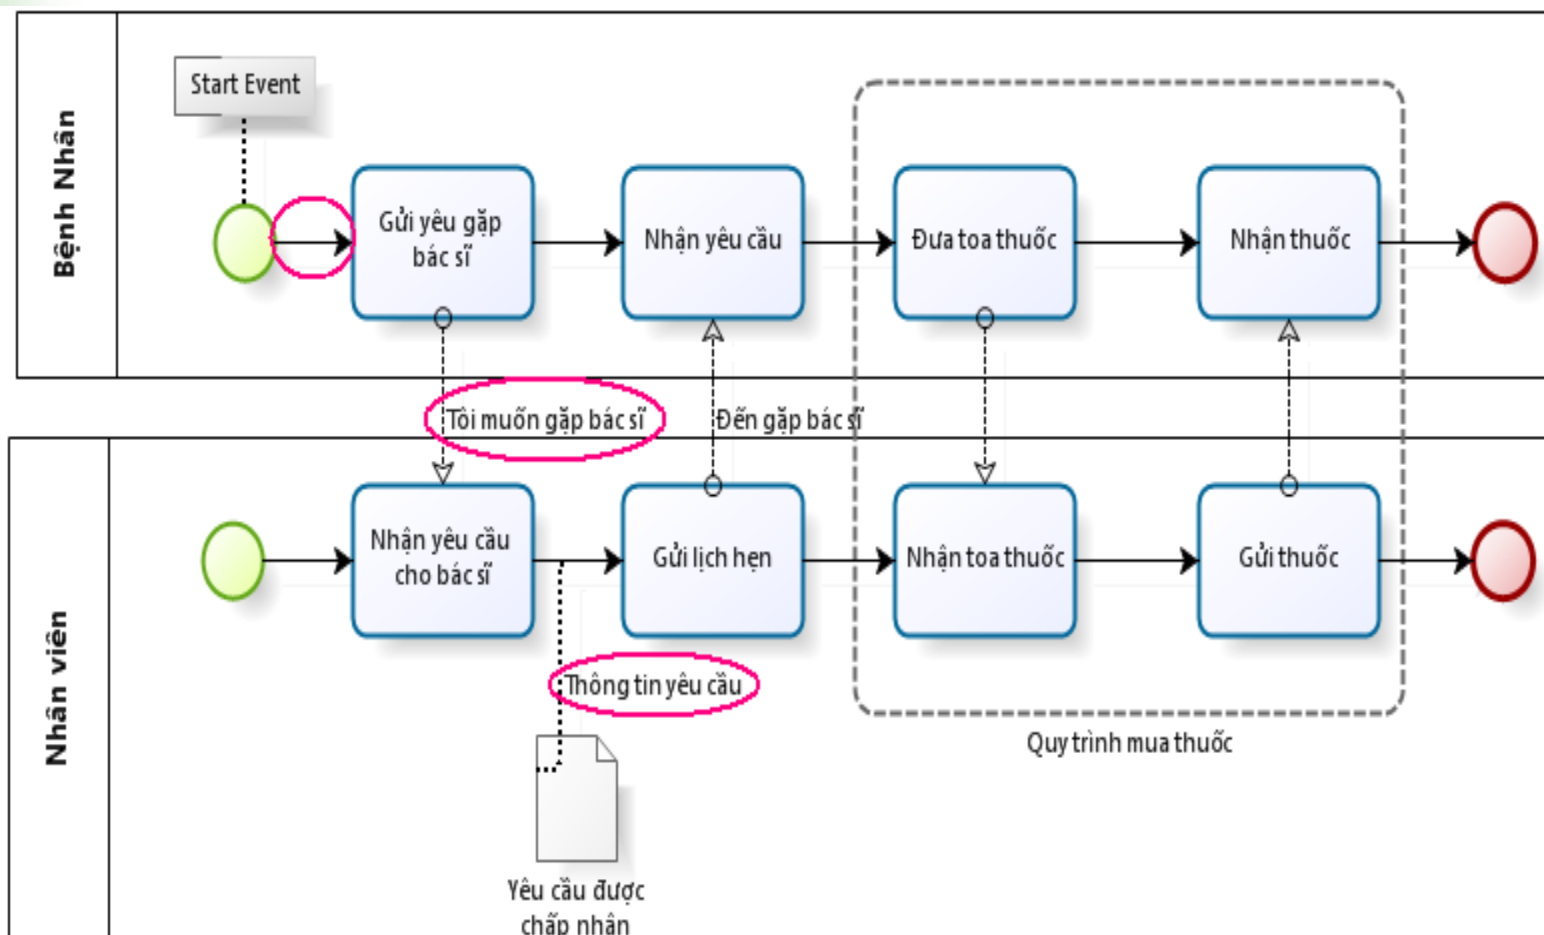 Start Event
Bệnh Nhân
Gửi yêu gặp
bác sĩ
Nhận yêu cầu
Đưa toa thuốc
Nhận thuốc
Tôi muốn gặp bác sĩ
Đến gặp bác sĩ
Nhân viên
Nhận yêu cầu
cho bác sĩ
Gửi lịch hẹn
Nhận toa thuốc
Gửi thuốc
Thông tin yêu cầu
Quy trình mua thuốc
Yêu cầu được
chấp nhận